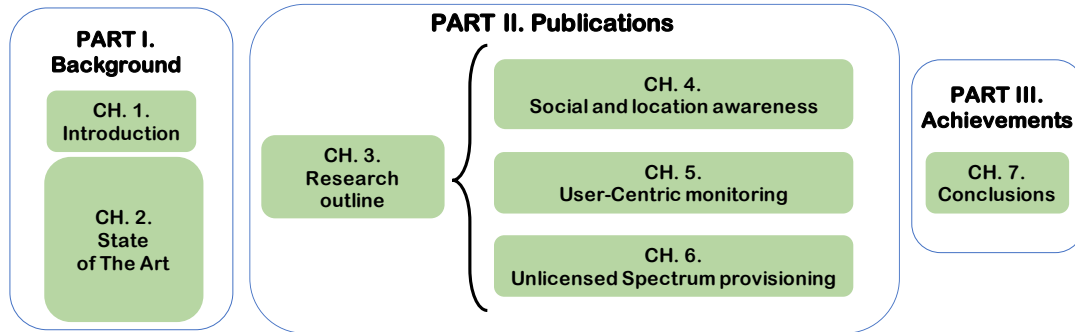 PART I.
Background
CH. 1.
Introduction
CH. 2.
State
of The Art
PART II. Publications
CH. 3.
Research
outline
CH. 4.
Social and location awareness
CH. 5.
User-Centric monitoring
CH. 6.
Unlicensed Spectrum provisioning
PART III.
Achievements
CH. 7.
Conclusions